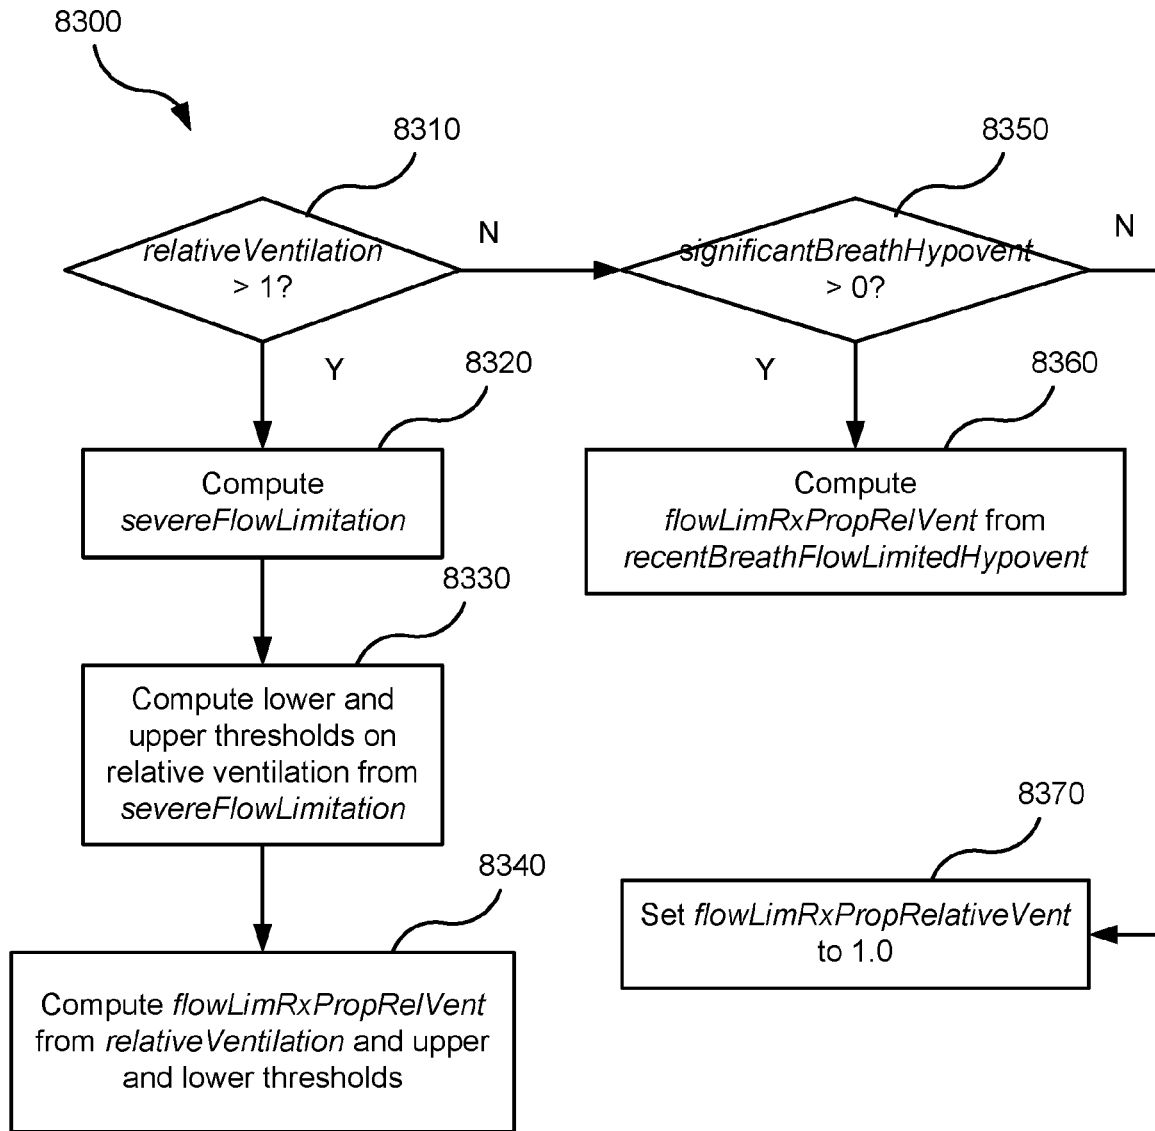 8300
8310
8350
relativeVentilation
> 1?
N
significantBreathHypovent
> 0?
N
Y
8320
Y
8360
Compute
severeFlowLimitation
Compute
flowLimRxPropRelVent from
recentBreathFlowLimitedHypovent
8330
Compute lower and
upper thresholds on
relative ventilation from
severeFlowLimitation
8370
Set flowLimRxPropRelativeVent
to 1.0
8340
Compute flowLimRxPropRelVent
from relativeVentilation and upper
and lower thresholds